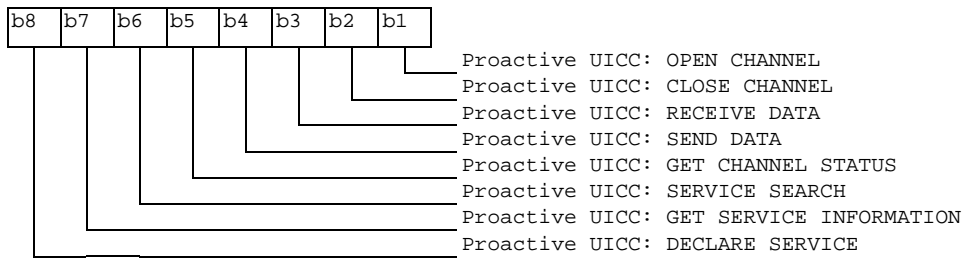 b8 b7 b6 b5 b4 b3 b2 b1
Proactive UICC: OPEN CHANNEL
Proactive UICC: CLOSE CHANNEL
Proactive UICC: RECEIVE DATA
Proactive UICC: SEND DATA
Proactive UICC: GET CHANNEL STATUS
Proactive UICC: SERVICE SEARCH
Proactive UICC: GET SERVICE INFORMATION
Proactive UICC: DECLARE SERVICE